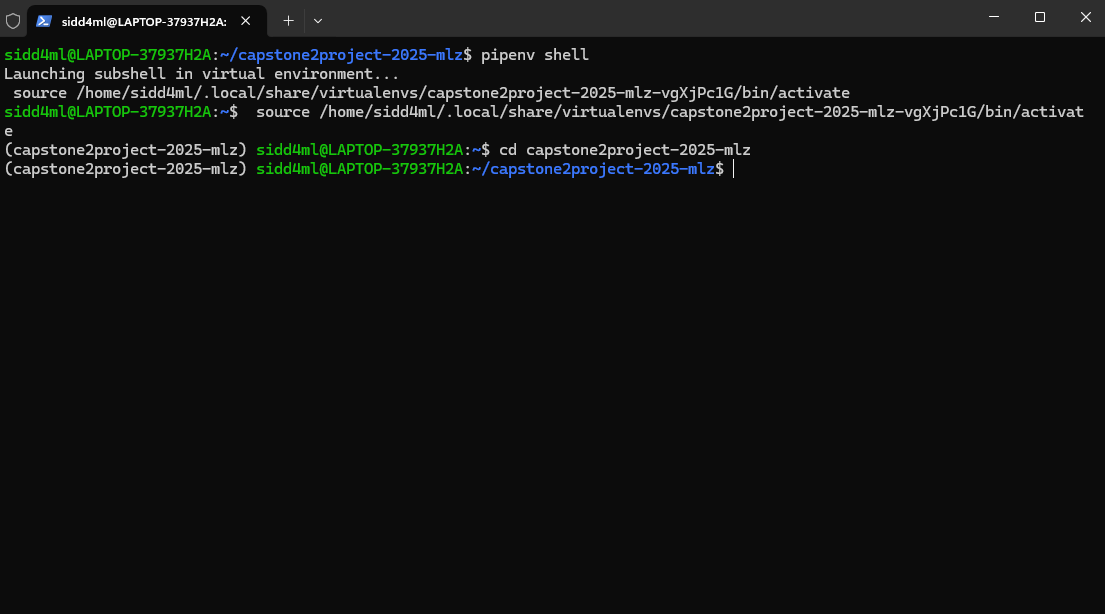 sidd4ml@LAPTOP-37937H2A:
sidd4ml@LAPTOP-37937H2A:~/capstone2project-2025-mlz$ pipenv shell
Launching subshell in virtual environment...
 source /home/sidd4ml/.local/share/virtualenvs/capstone2project-2025-mlz-vgXjPc1G/bin/activate
sidd4ml@LAPTOP-37937H2A:~$  source /home/sidd4ml/.local/share/virtualenvs/capstone2project-2025-mlz-vgXjPc1G/bin/activat
e
(capstone2project-2025-mlz) sidd4ml@LAPTOP-37937H2A:~$ cd capstone2project-2025-mlz
(capstone2project-2025-mlz) sidd4ml@LAPTOP-37937H2A:~/capstone2project-2025-mlz$